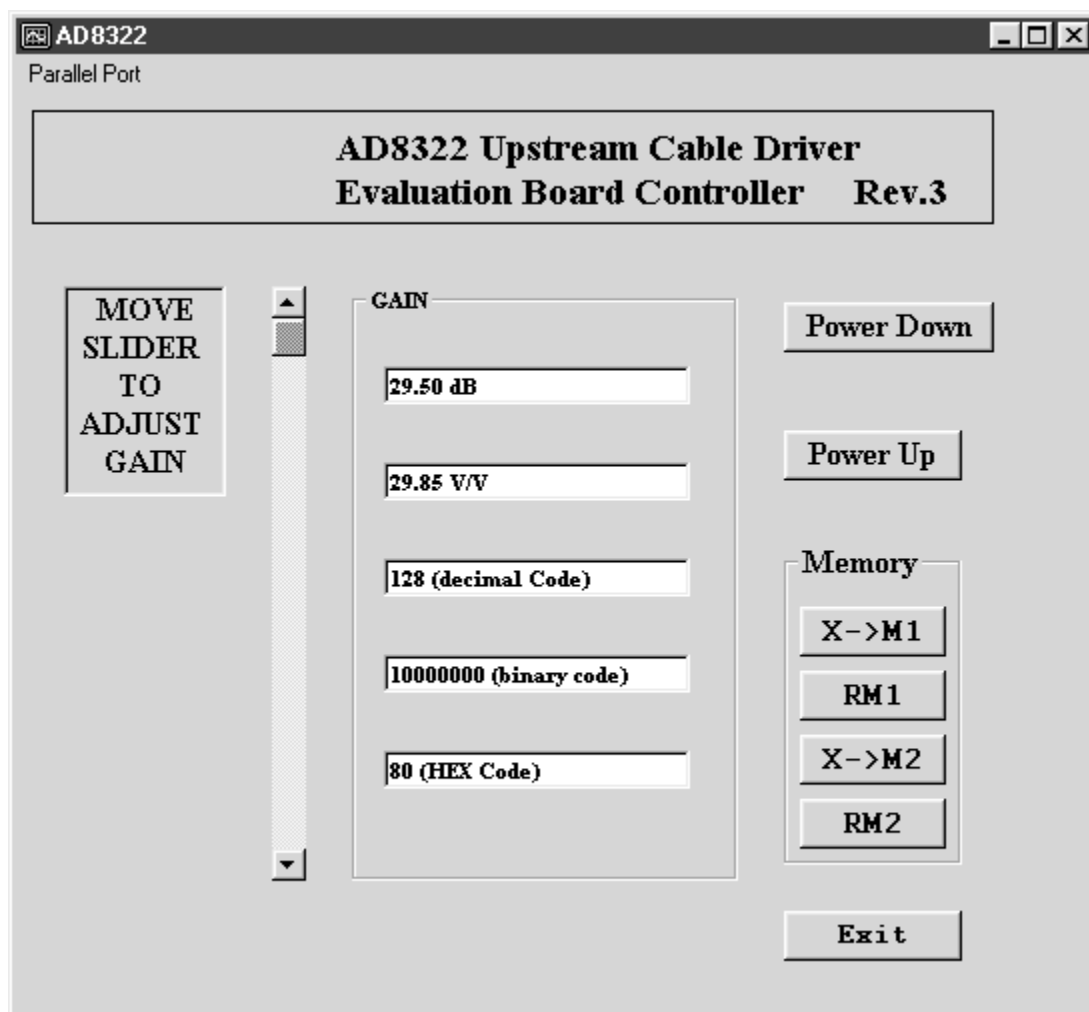 AD8322
Parallel Port
AD8322 Upstream Cable Driver
Evaluation Board Controller Rev.3
MOVE
SLIDER
TO
ADJUST
GAIN
GAIN
29.50 dB
29.85 V/V
128 (decimal Code)
10000000 (binary code)
80 (HEX Code)
Power Down
Power Up
Memory
X->M1
RM1
X->M2
RM2
Exit